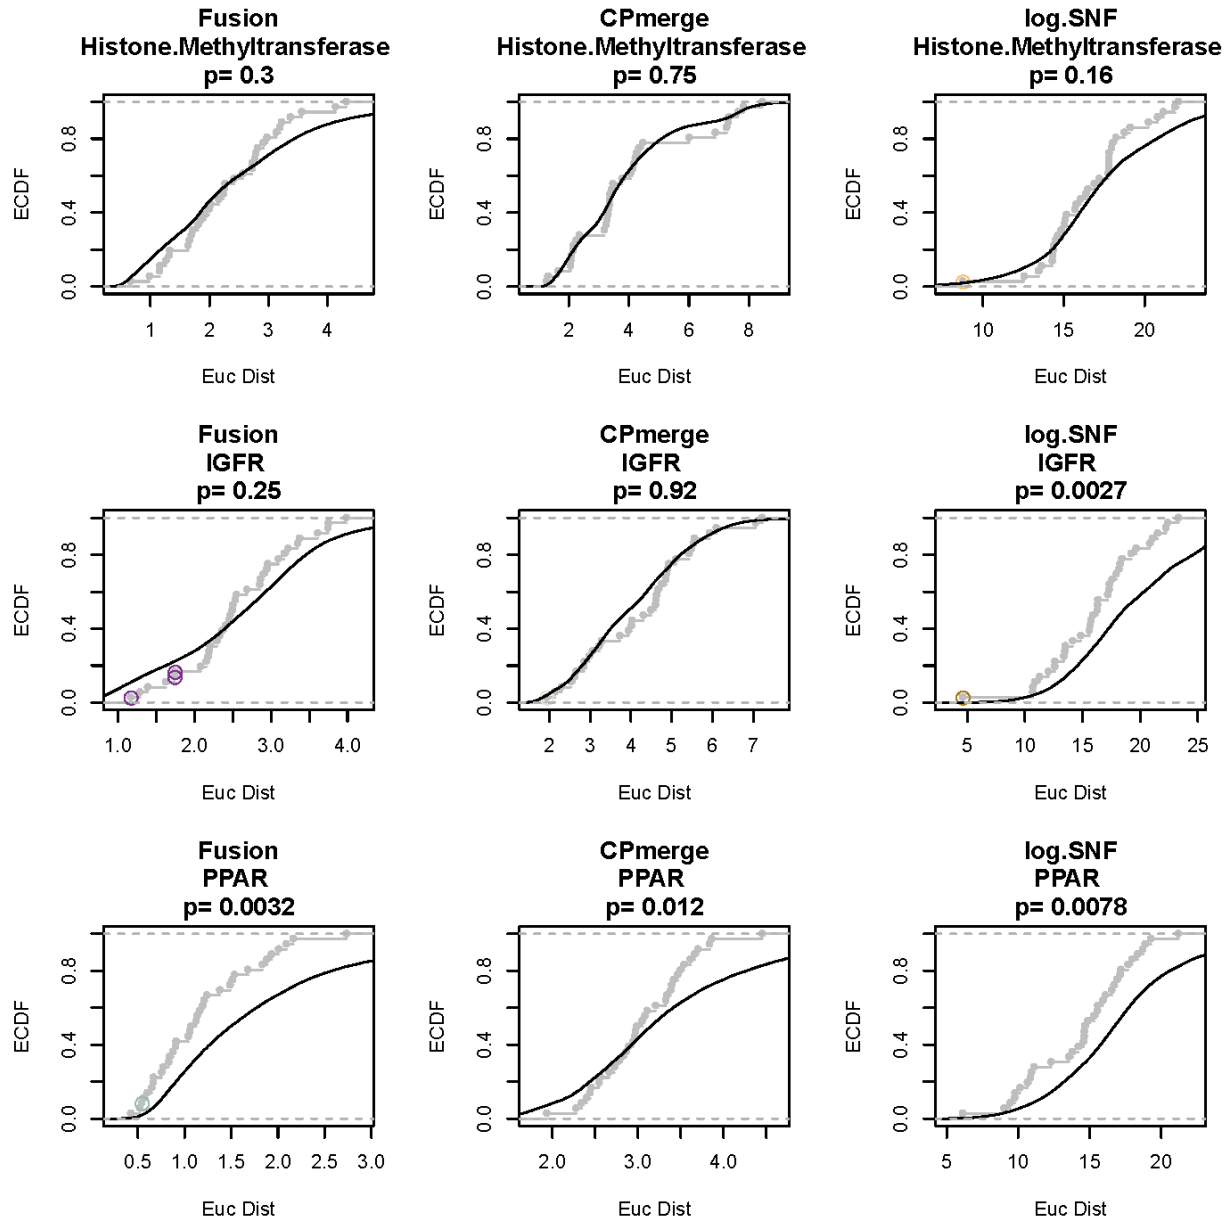 Fusion
Histone.Methyltransferase
p= 0.3
ECDF
0.0 0.4 0.8
1 2 3 4
Euc Dist
CPmerge
Histone.Methyltransferase
p= 0.75
ECDF
0.0 0.4 0.8
2 4 6 8
Euc Dist
log.SNF
Histone.Methyltransferase
p= 0.16
ECDF
0.0 0.4 0.8
10 15 20
Euc Dist
Fusion
IGFR
p= 0.25
ECDF
0.0 0.4 0.8
1.0 2.0 3.0 4.0
Euc Dist
CPmerge
IGFR
p= 0.92
ECDF
0.0 0.4 0.8
2 3 4 5 6 7
Euc Dist
log.SNF
IGFR
p= 0.0027
ECDF
0.0 0.4 0.8
5 10 15 20 25
Euc Dist
Fusion
PPAR
p= 0.0032
ECDF
0.0 0.4 0.8
0.5 1.0 1.5 2.0 2.5 3.0
Euc Dist
CPmerge
PPAR
p= 0.012
ECDF
0.0 0.4 0.8
2.0 3.0 4.0
Euc Dist
log.SNF
PPAR
p= 0.0078
ECDF
0.0 0.4 0.8
5 10 15 20
Euc Dist